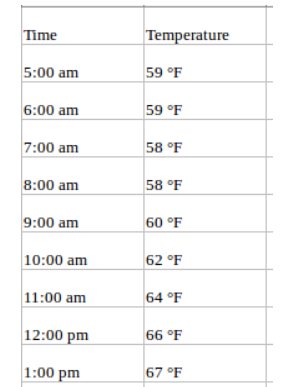 Time Temperature
5:00 am 59 °F
6:00 am 59 °F
7:00 am 58 °F
8:00 am 58 °F
9:00 am 60 °F
10:00 am 62 °F
11:00 am 64 °F
12:00 pm 66 °F
1:00 pm 67 °F